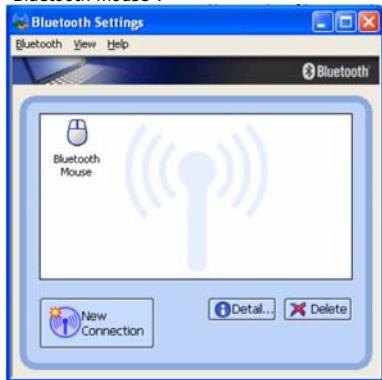 Bluetooth Settings
Bluetooth View Help
Bluetooth
Bluetooth
Mouse
New
Connection
Detail...
Delete